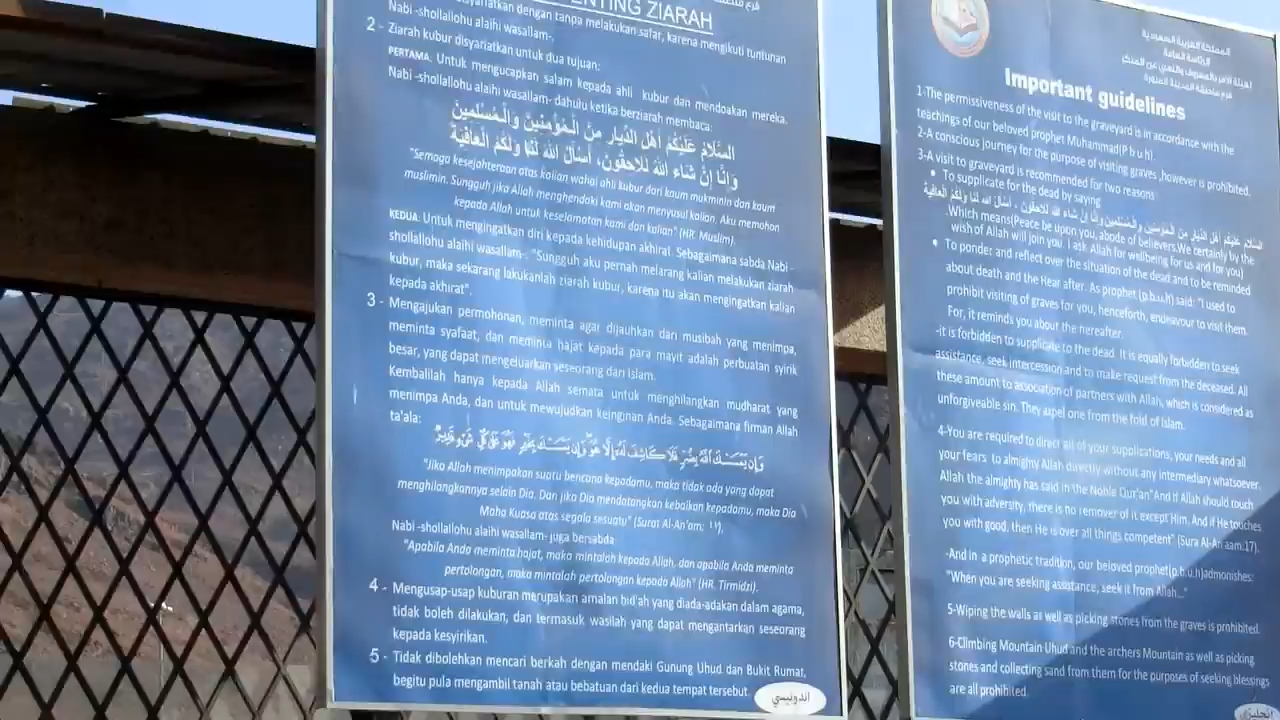 PENTING ZIARAH
disyariatkan dengan tanpa melakukan safar, karena mengikuti tuntunan
Nabi -shollallohu alaihi wasallam-.
2 - Ziarah kubur disyariatkan untuk dua tujuan:
PERTAMA: Untuk mengucapkan salam kepada ahli kubur dan mendoakan mereka.
Nabi -shollallohu alaihi wasallam- dahulu ketika berziarah membaca:
السَّلَامُ عَلَيْكُمْ أَهْلَ الدِّيَارِ مِنَ الْمُؤْمِنِينَ وَالْمُسْلِمِينَ
وَإِنَّا إِنْ شَاءَ اللهُ لَلَاحِقُونَ، أَسْأَلُ اللهَ لَنَا وَلَكُمُ الْعَافِيَةَ
"Semoga kesejahteraan atas kalian wahai ahli kubur dari kaum mukminin dan kaum
muslimin. Sungguh jika Allah menghendaki kami akan menyusul kalian. Aku memohon
kepada Allah untuk keselamatan kami dan kalian" (HR. Muslim).
KEDUA: Untuk mengingatkan diri kepada kehidupan akhirat. Sebagaimana sabda Nabi -
shollallohu alaihi wasallam-: "Sungguh aku pernah melarang kalian melakukan ziarah
kubur, maka sekarang lakukanlah ziarah kubur, karena itu akan mengingatkan kalian
kepada akhirat".
3 - Mengajukan permohonan, meminta agar dijauhkan dari musibah yang menimpa,
meminta syafaat, dan meminta hajat kepada para mayit adalah perbuatan syirik
besar, yang dapat mengeluarkan seseorang dari Islam.
Kembalilah hanya kepada Allah semata untuk menghilangkan mudharat yang
menimpa Anda, dan untuk mewujudkan keinginan Anda. Sebagaimana firman Allah
ta'ala:
وَإِن يَمْسَسْكَ اللَّهُ بِضُرٍّ فَلَا كَاشِفَ لَهُ إِلَّا هُوَ وَإِن يَمْسَسْكَ بِخَيْرٍ فَهُوَ عَلَىٰ كُلِّ شَيْءٍ قَدِيرٌ
"Jika Allah menimpakan suatu bencana kepadamu, maka tidak ada yang dapat
menghilangkannya selain Dia. Dan jika Dia mendatangkan kebaikan kepadamu, maka Dia
Maha Kuasa atas segala sesuatu" (Surat Al-An'am: ١٧).
Nabi -shollallohu alaihi wasallam- juga bersabda:
"Apabila Anda meminta hajat, maka mintalah kepada Allah, dan apabila Anda meminta
pertolongan, maka mintalah pertolongan kepada Allah" (HR. Tirmidzi).
4 - Mengusap-usap kuburan merupakan amalan bid'ah yang diada-adakan dalam agama,
tidak boleh dilakukan, dan termasuk wasilah yang dapat mengantarkan seseorang
kepada kesyirikan.
5 - Tidak dibolehkan mencari berkah dengan mendaki Gunung Uhud dan Bukit Rumat,
begitu pula mengambil tanah atau bebatuan dari kedua tempat tersebut.
اندونيسي
المملكة العربية السعودية
الرئاسة العامة
لهيئة الأمر بالمعروف والنهي عن المنكر
فرع منطقة المدينة المنورة
Important guidelines
1-The permissiveness of the visit to the graveyard is in accordance with the
teachings of our beloved prophet Muhammad(P b u h).
2-A conscious journey for the purpose of visiting graves ,however is prohibited.
3-A visit to graveyard is recommended for two reasons
• To supplicate for the dead by saying
السلام عليكم أهل الديار من المؤمنين والمسلمين وإنا إن شاء الله للاحقون ، أسأل الله لنا ولكم العافية
.Which means(Peace be upon you, abode of believers.We certainly by the
wish of Allah will join you. I ask Allah for wellbeing for us and for you)
• To ponder and reflect over the situation of the dead and to be reminded
about death and the Hear after. As prophet (p.b.u.h) said: "I used to
prohibit visiting of graves for you, henceforth, endeavour to visit them.
For, it reminds you about the hereafter.
-it is forbidden to supplicate to the dead. It is equally forbidden to seek
assistance, seek intercession and to make request from the deceased. All
these amount to association of partners with Allah, which is considered as
unforgiveable sin. They expel one from the fold of Islam.
4-You are required to direct all of your supplications, your needs and all
your fears to almighty Allah directly without any intermediary whatsoever.
Allah the almighty has said in the Noble Qur'an"And if Allah should touch
you with adversity, there is no remover of it except Him. And if He touches
you with good, then He is over all things competent" (Sura Al-An aam:17).
-And in a prophetic tradition, our beloved prophet(p.b.u.h)admonishes:
"When you are seeking assistance, seek it from Allah..."
5-Wiping the walls as well as picking stones from the graves is prohibited.
6-Climbing Mountain Uhud and the archers Mountain as well as picking
stones and collecting sand from them for the purposes of seeking blessings
are all prohibited.